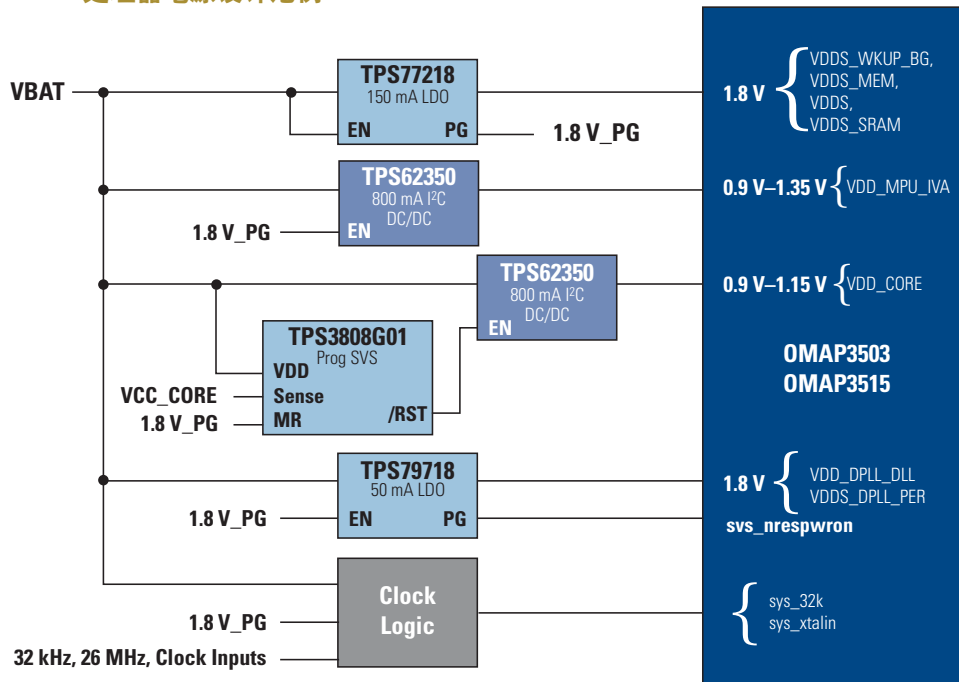 VBAT
TPS77218
150 mA LDO
EN PG
1.8 V_PG
1.8 V
VDDS_WKUP_BG,
VDDS_MEM,
VDDS,
VDDS_SRAM
TPS62350
800 mA I²C
DC/DC
EN
1.8 V_PG
0.9 V–1.35 V
VDD_MPU_IVA
TPS62350
800 mA I²C
DC/DC
EN
0.9 V–1.15 V
VDD_CORE
TPS3808G01
Prog SVS
VDD
Sense
MR
/RST
VCC_CORE
1.8 V_PG
OMAP3503
OMAP3515
TPS79718
50 mA LDO
EN PG
1.8 V_PG
1.8 V
VDD_DPLL_DLL
VDDS_DPLL_PER
svs_nrespwron
Clock
Logic
1.8 V_PG
32 kHz, 26 MHz, Clock Inputs
sys_32k
sys_xtalin